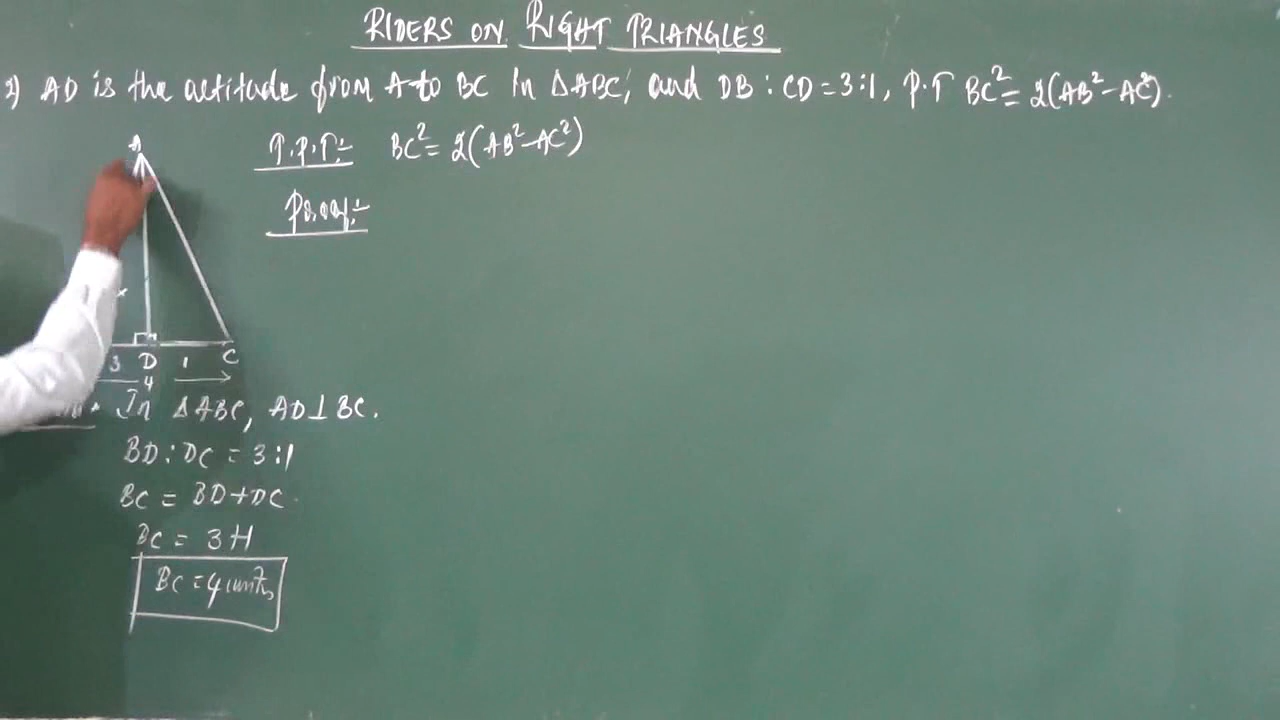 RIDERS ON RIGHT TRIANGLES
AD is the altitude from A to BC in ΔABC, and DB : CD = 3:1, P.T BC² = 2(AB² - AC²).
A
T.P.T:- BC² = 2(AB² - AC²)
Proof:-
x
3 D 1 C
4
In ΔABC, AD⊥BC.
BD:DC = 3:1
BC = BD+DC.
BC = 3+1
BC = 4 units